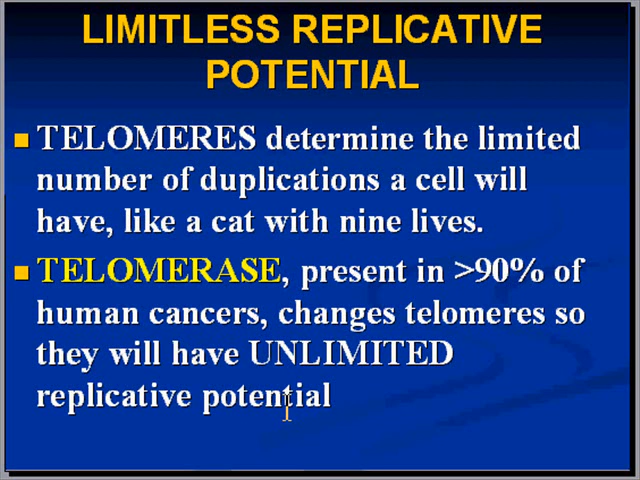 LIMITLESS REPLICATIVE
POTENTIAL
TELOMERES determine the limited
number of duplications a cell will
have, like a cat with nine lives.
TELOMERASE, present in >90% of
human cancers, changes telomeres so
they will have UNLIMITED
replicative potential